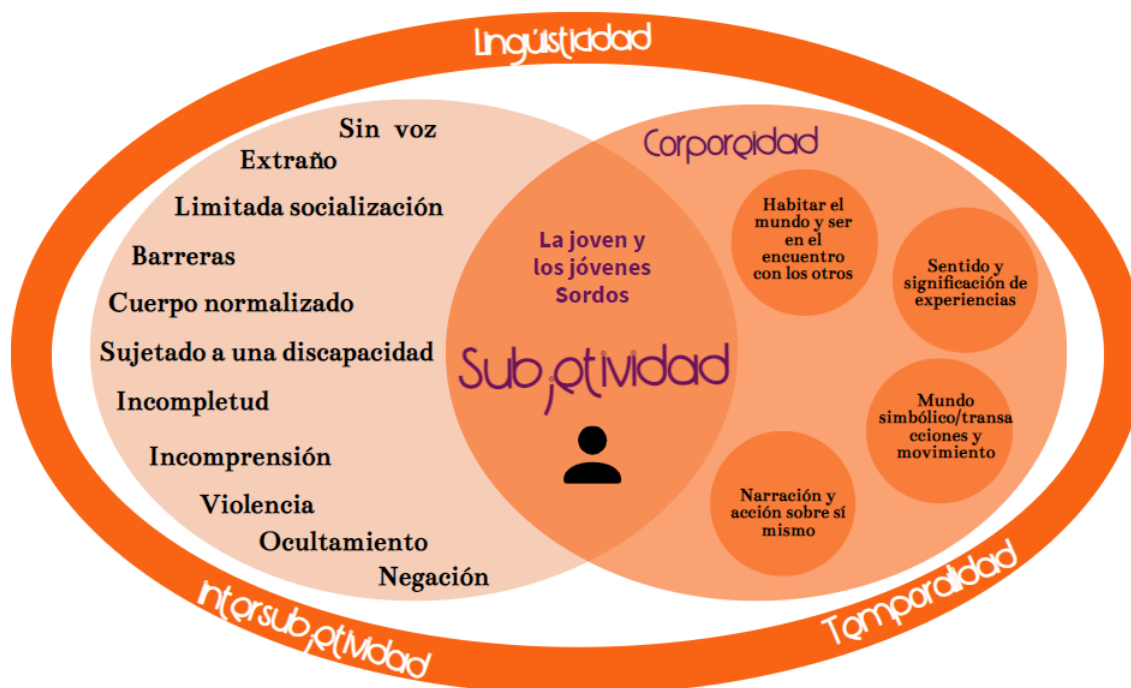 Lingüisticidad
Sin voz
Extraño
Limitada socialización
Barreras
Cuerpo normalizado
Sujetado a una discapacidad
Incompletud
Incomprensión
Violencia
Ocultamiento
Negación
La joven y
los jóvenes
Sordos
Subjetividad
Corporeidad
Habitar el
mundo y ser
en el
encuentro
con los otros
Sentido y
significación de
experiencias
Mundo
simbólico/transa
cciones y
movimiento
Narración y
acción sobre sí
mismo
Intersubjetividad
Temporalidad